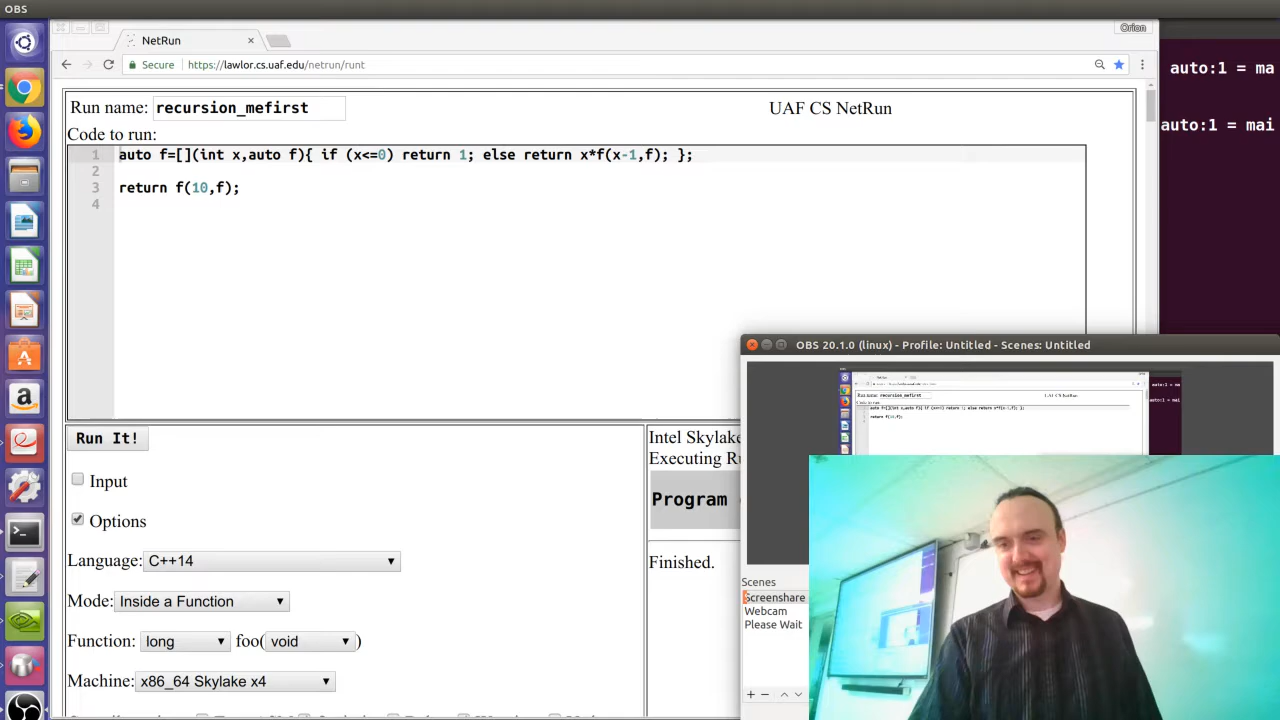 OBS
Orion
NetRun
Secure
https://lawlor.cs.uaf.edu/netrun/runt
auto:1 = ma
auto:1 = mai
Run name: recursion_mefirst
UAF CS NetRun
Code to run:
1 auto f=[](int x,auto f){ if (x<=0) return 1; else return x*f(x-1,f); };
2
3 return f(10,f);
4
OBS 20.1.0 (linux) - Profile: Untitled - Scenes: Untitled
Run It!
Input
Options
Language: C++14
Mode: Inside a Function
Function: long foo( void )
Machine: x86_64 Skylake x4
Intel Skylake
Executing Ru
Program
Finished.
Scenes
Screenshare
Webcam
Please Wait